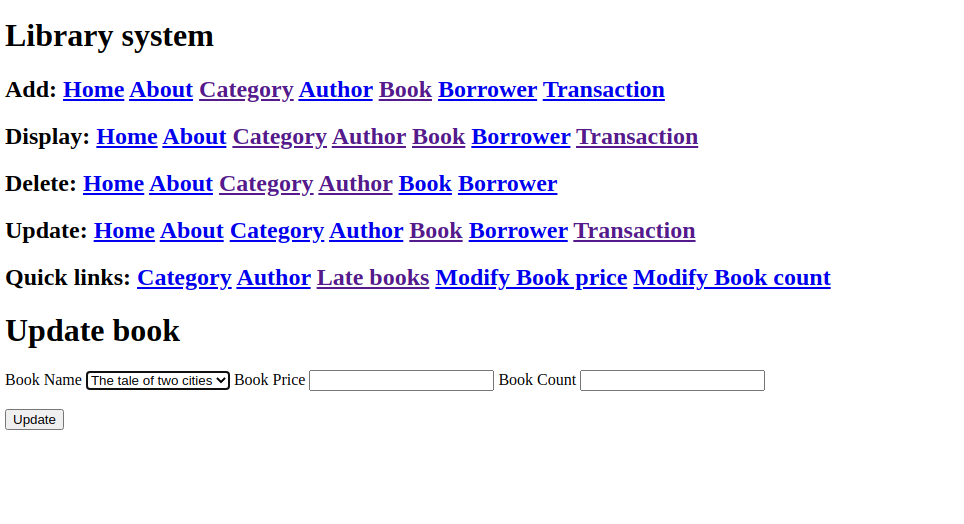 Library system
Add: Home About Category Author Book Borrower Transaction
Display: Home About Category Author Book Borrower Transaction
Delete: Home About Category Author Book Borrower
Update: Home About Category Author Book Borrower Transaction
Quick links: Category Author Late books Modify Book price Modify Book count
Update book
Book Name The tale of two cities Book Price Book Count
Update